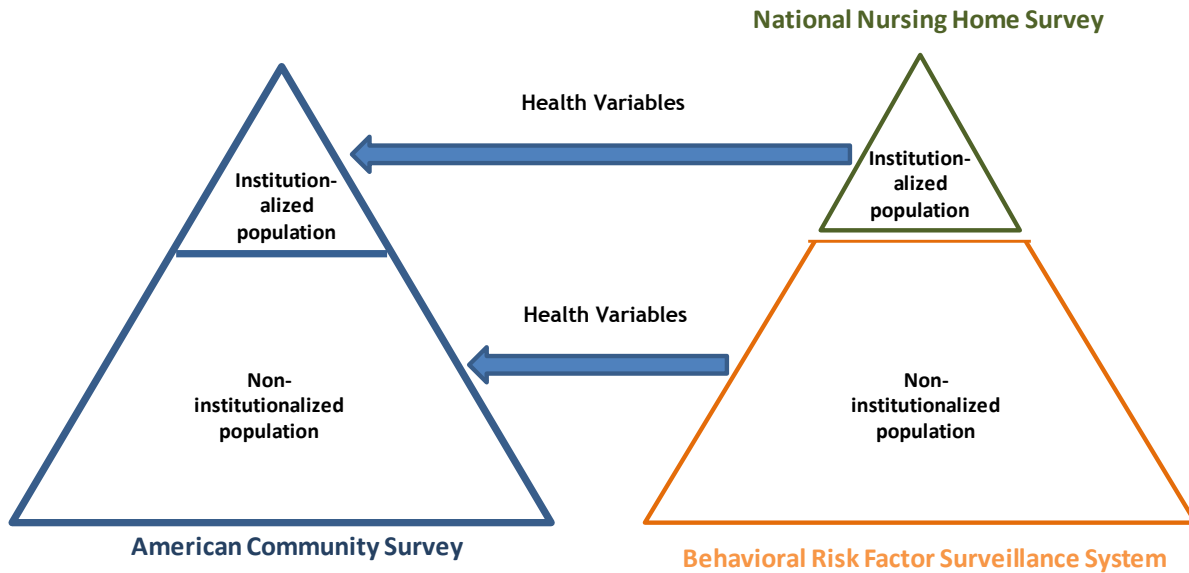 National Nursing Home Survey
Health Variables
Institution-
alized
population
Institution-
alized
population
Health Variables
Non-
institutionalized
population
Non-
institutionalized
population
American Community Survey
Behavioral Risk Factor Surveillance System